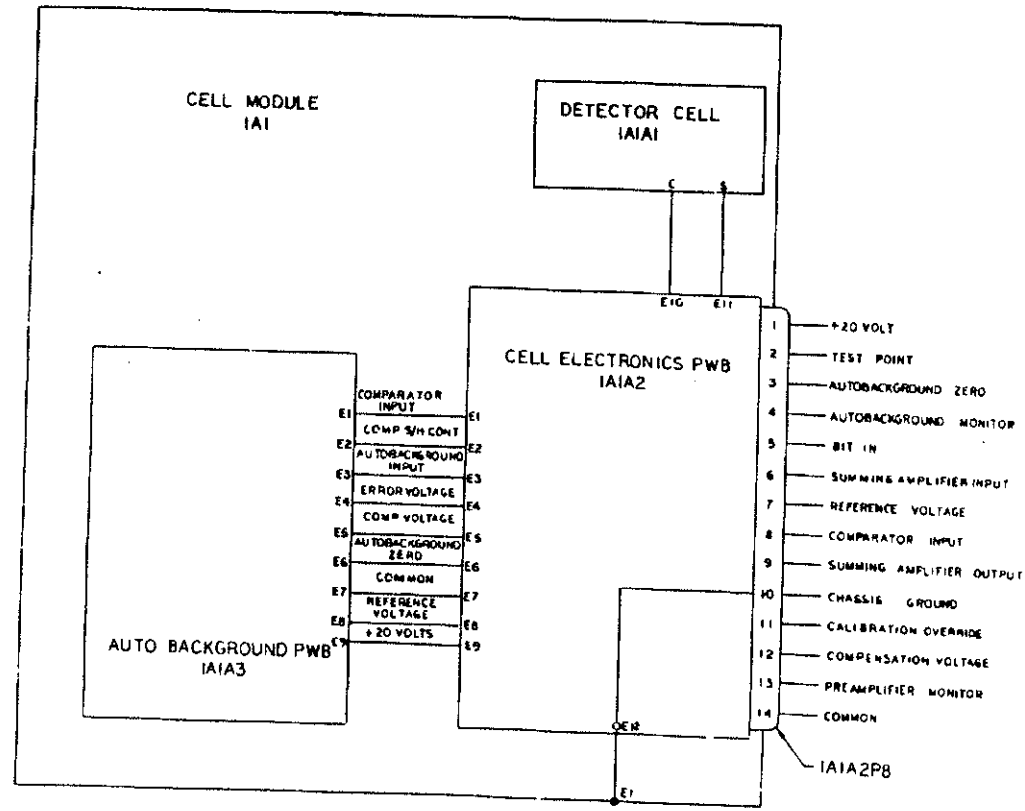 CELL MODULE
1A1
DETECTOR CELL
1A1A1
C S
E10 E11
CELL ELECTRONICS PWB
1A1A2
1 +20 VOLT
2 TEST POINT
3 AUTOBACKGROUND ZERO
4 AUTOBACKGROUND MONITOR
5 BIT IN
6 SUMMING AMPLIFIER INPUT
7 REFERENCE VOLTAGE
8 COMPARATOR INPUT
9 SUMMING AMPLIFIER OUTPUT
10 CHASSIS GROUND
11 CALIBRATION OVERRIDE
12 COMPENSATION VOLTAGE
13 PREAMPLIFIER MONITOR
14 COMMON
1A1A2P8
COMPARATOR
INPUT
E1 E1
COMP S/H CONT
E2 E2
AUTOBACKGROUND
INPUT
E3 E3
ERROR VOLTAGE
E4 E4
COMP VOLTAGE
E5 E5
AUTOBACKGROUND
ZERO
E6 E6
COMMON
E7 E7
REFERENCE
VOLTAGE
E8 E8
+20 VOLTS
E9 E9
AUTO BACKGROUND PWB
1A1A3
E12
E1